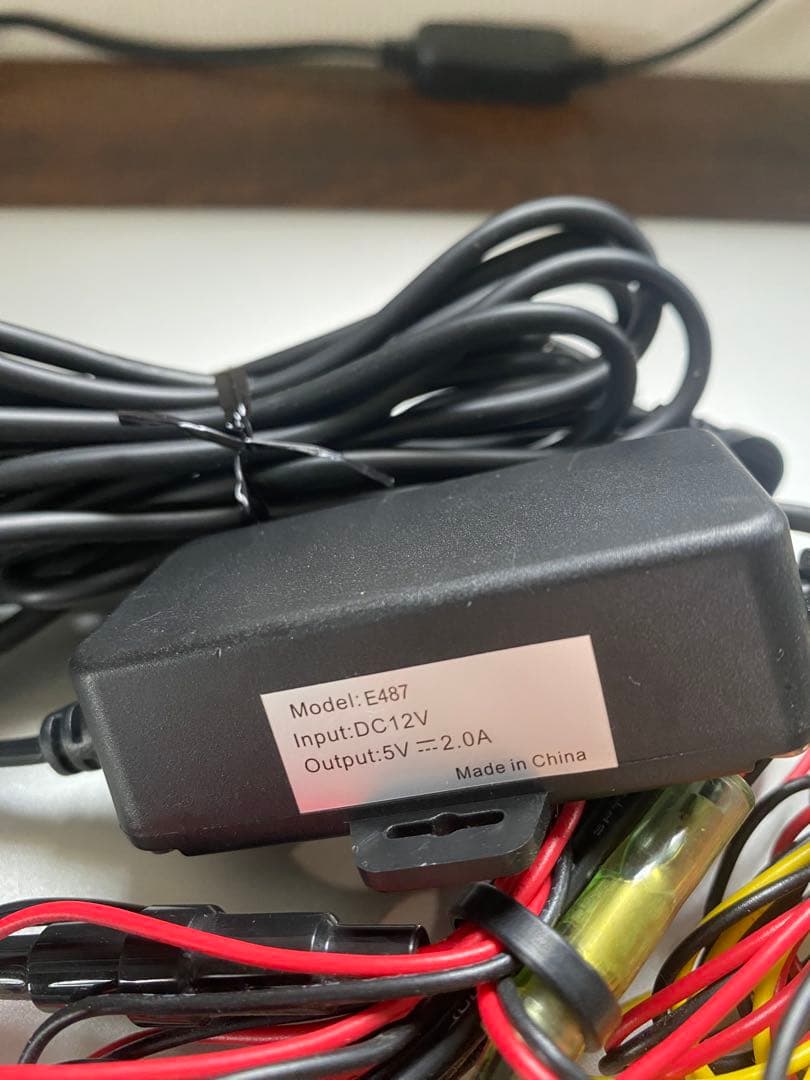 Model:E487
Input:DC12V
Output:5V ⎓2.0A
Made in China